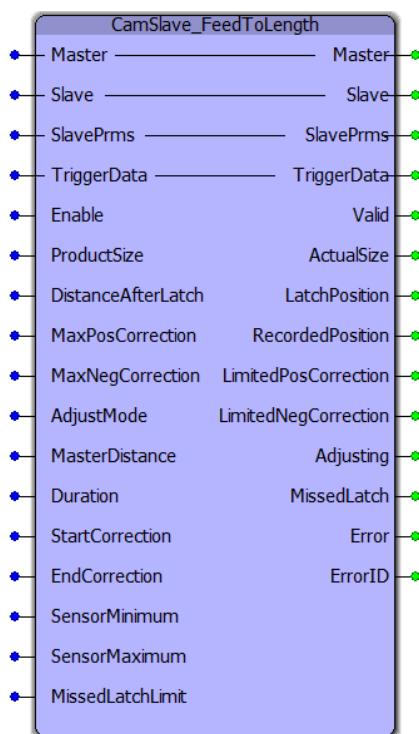 CamSlave_FeedToLength
Master Master
Slave Slave
SlavePrms SlavePrms
TriggerData TriggerData
Enable Valid
ProductSize ActualSize
DistanceAfterLatch LatchPosition
MaxPosCorrection RecordedPosition
MaxNegCorrection LimitedPosCorrection
AdjustMode LimitedNegCorrection
MasterDistance Adjusting
Duration MissedLatch
StartCorrection Error
EndCorrection ErrorID
SensorMinimum
SensorMaximum
MissedLatchLimit